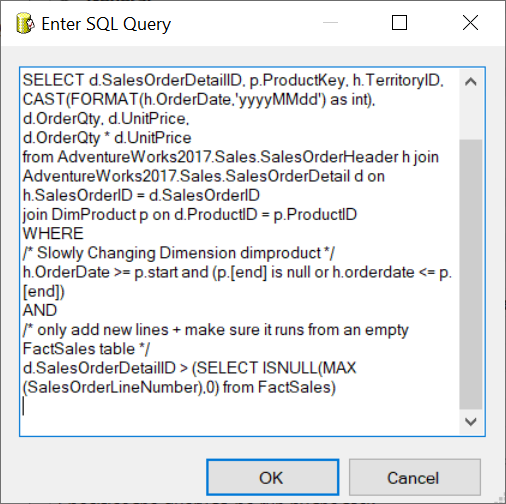 Enter SQL Query
SELECT d.SalesOrderDetailID, p.ProductKey, h.TerritoryID,
CAST(FORMAT(h.OrderDate,'yyyyMMdd') as int),
d.OrderQty, d.UnitPrice,
d.OrderQty * d.UnitPrice
from AdventureWorks2017.Sales.SalesOrderHeader h join
AdventureWorks2017.Sales.SalesOrderDetail d on
h.SalesOrderID = d.SalesOrderID
join DimProduct p on d.ProductID = p.ProductID
WHERE
/* Slowly Changing Dimension dimproduct */
h.OrderDate >= p.start and (p.[end] is null or h.orderdate <= p.
[end])
AND
/* only add new lines + make sure it runs from an empty
FactSales table */
d.SalesOrderDetailID > (SELECT ISNULL(MAX
(SalesOrderLineNumber),0) from FactSales)
OK
Cancel